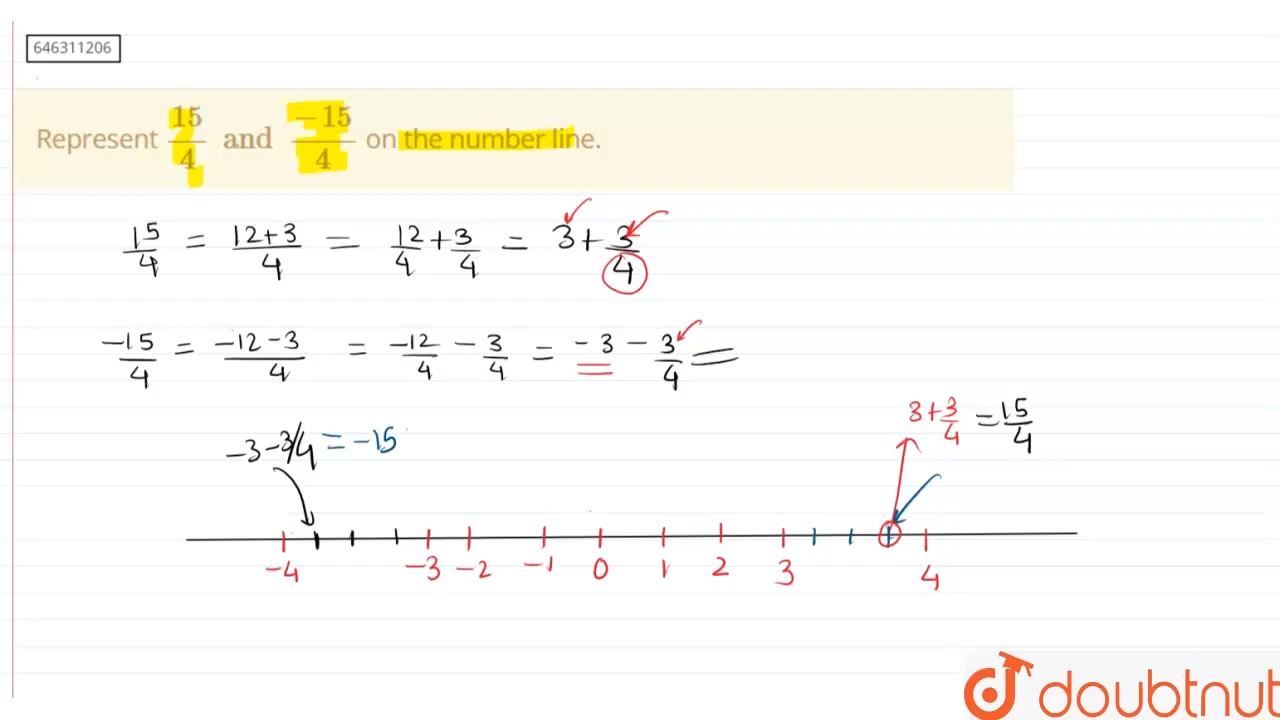 646311206
Represent 15/4 and -15/4 on the number line.
15/4 = 12+3/4 = 12/4 + 3/4 = 3 + 3/4
-15/4 = -12-3/4 = -12/4 - 3/4 = -3 - 3/4 =
3+3/4 = 15/4
-3-3/4 = -15
-4 -3 -2 -1 0 1 2 3 4
doubtnut